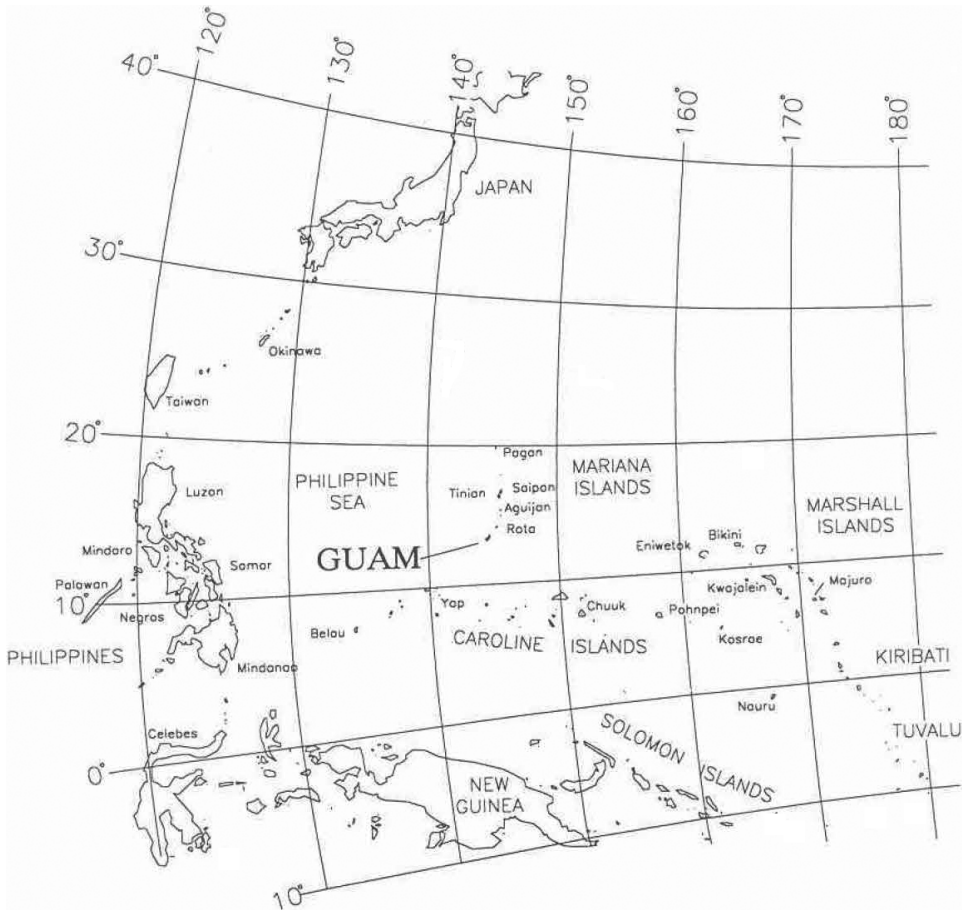 120°
130°
140°
150°
160°
170°
180°
40°
JAPAN
30°
Okinawa
Taiwan
20°
Pagan
PHILIPPINE
SEA
MARIANA
ISLANDS
Luzon
Tinian
Saipan
Aguijan
Rota
MARSHALL
ISLANDS
GUAM
Mindoro
Samar
Eniwetok
Bikini
Palawan
Kwajalein
Majuro
10°
Negros
Yap
Chuuk
Pohnpei
Belau
CAROLINE
ISLANDS
Kosrae
PHILIPPINES
Mindanao
KIRIBATI
Nauru
Celebes
SOLOMON ISLANDS
TUVALU
0°
NEW
GUINEA
10°